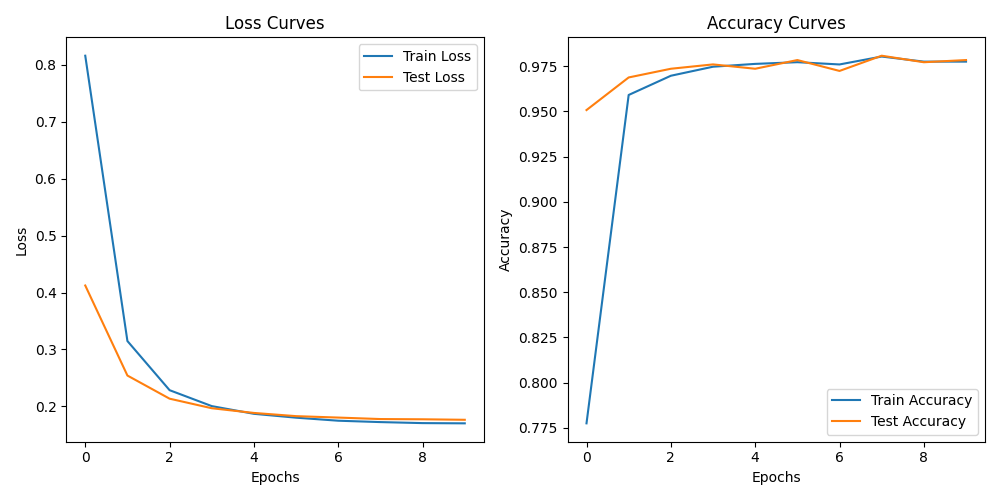 Loss Curves
Train Loss
Test Loss
0.8
0.7
0.6
0.5
0.4
0.3
0.2
Loss
0 2 4 6 8
Epochs
Accuracy Curves
0.975
0.950
0.925
0.900
0.875
0.850
0.825
0.800
0.775
Accuracy
Train Accuracy
Test Accuracy
0 2 4 6 8
Epochs